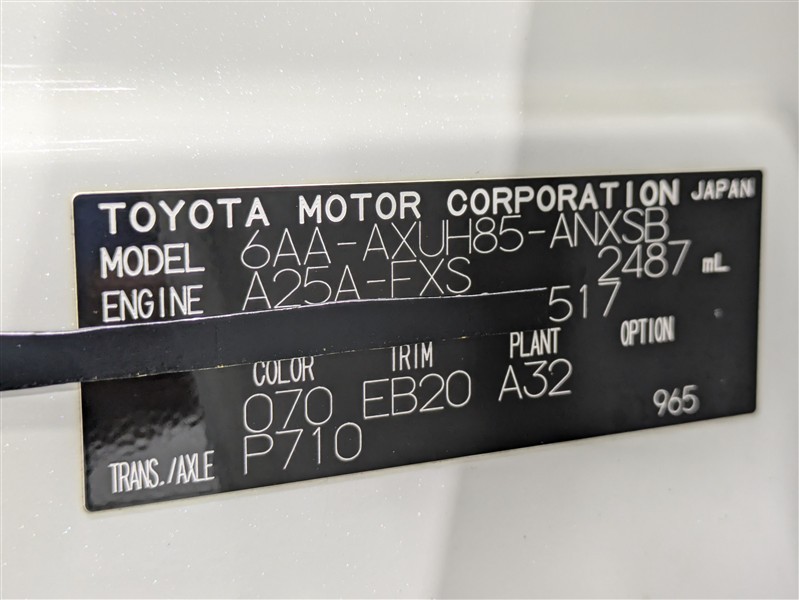 TOYOTA MOTOR CORPORATION JAPAN
MODEL 6AA-AXUH85-ANXSB
ENGINE A25A-FXS 2487 mL
517
COLOR TRIM PLANT OPTION
070 EB20 A32
965
TRANS./AXLE P710